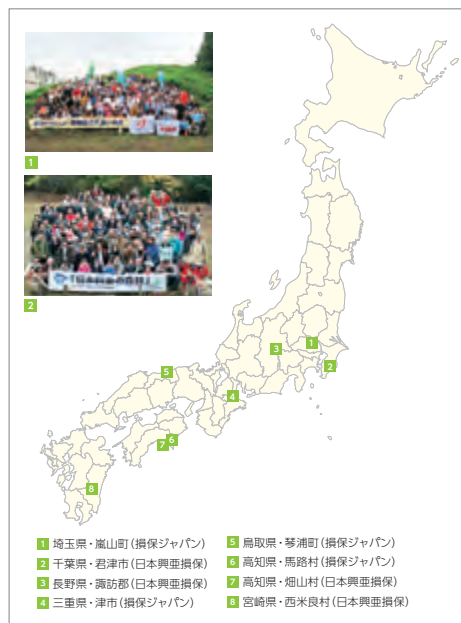 1
2
5
3
1
2
4
7
6
8
1 埼玉県・嵐山町(損保ジャパン)
2 千葉県・君津市(日本興亜損保)
3 長野県・諏訪郡(日本興亜損保)
4 三重県・津市(損保ジャパン)
5 鳥取県・琴浦町(損保ジャパン)
6 高知県・馬路村(損保ジャパン)
7 高知県・畑山村(日本興亜損保)
8 宮崎県・西米良村(日本興亜損保)